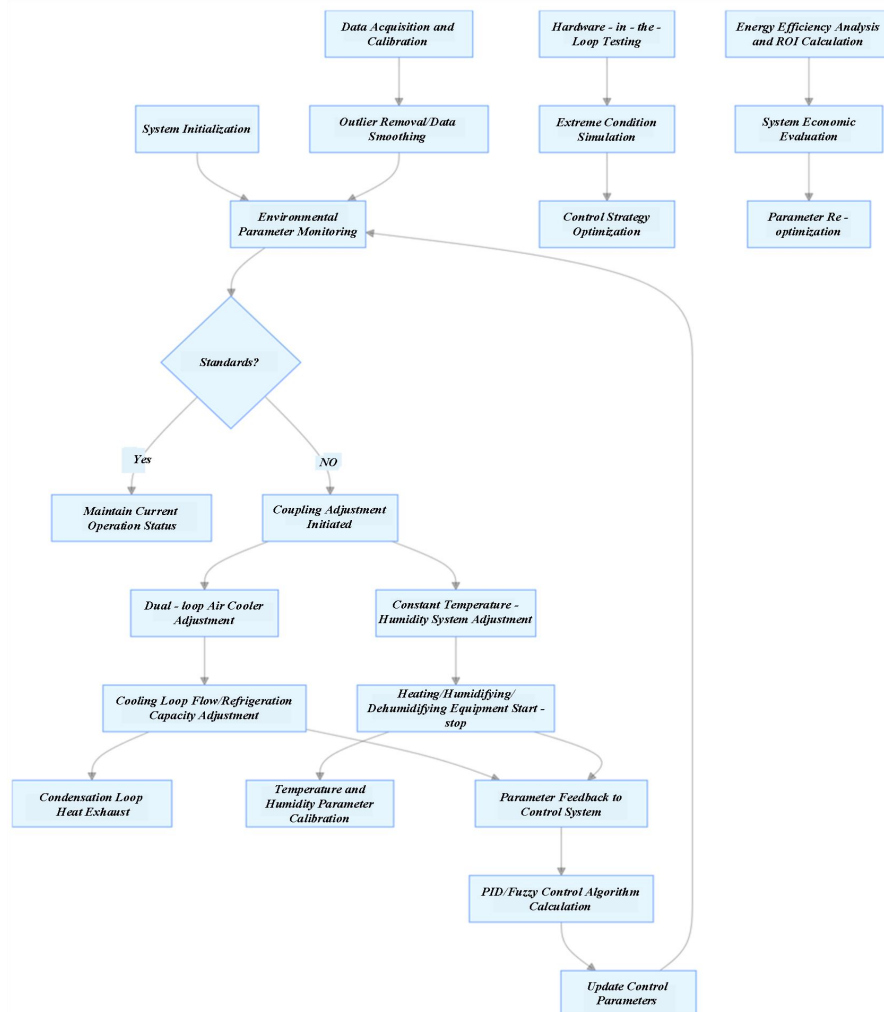 Data Acquisition and
Calibration
Hardware - in - the -
Loop Testing
Energy Efficiency Analysis
and ROI Calculation
System Initialization
Outlier Removal/Data
Smoothing
Extreme Condition
Simulation
System Economic
Evaluation
Environmental
Parameter Monitoring
Control Strategy
Optimization
Parameter Re -
optimization
Standards?
Yes
NO
Maintain Current
Operation Status
Coupling Adjustment
Initiated
Dual - loop Air Cooler
Adjustment
Constant Temperature -
Humidity System Adjustment
Cooling Loop Flow/Refrigeration
Capacity Adjustment
Heating/Humidifying/
Dehumidifying Equipment Start -
stop
Condensation Loop
Heat Exhaust
Temperature and
Humidity Parameter
Calibration
Parameter Feedback to
Control System
PID/Fuzzy Control Algorithm
Calculation
Update Control
Parameters